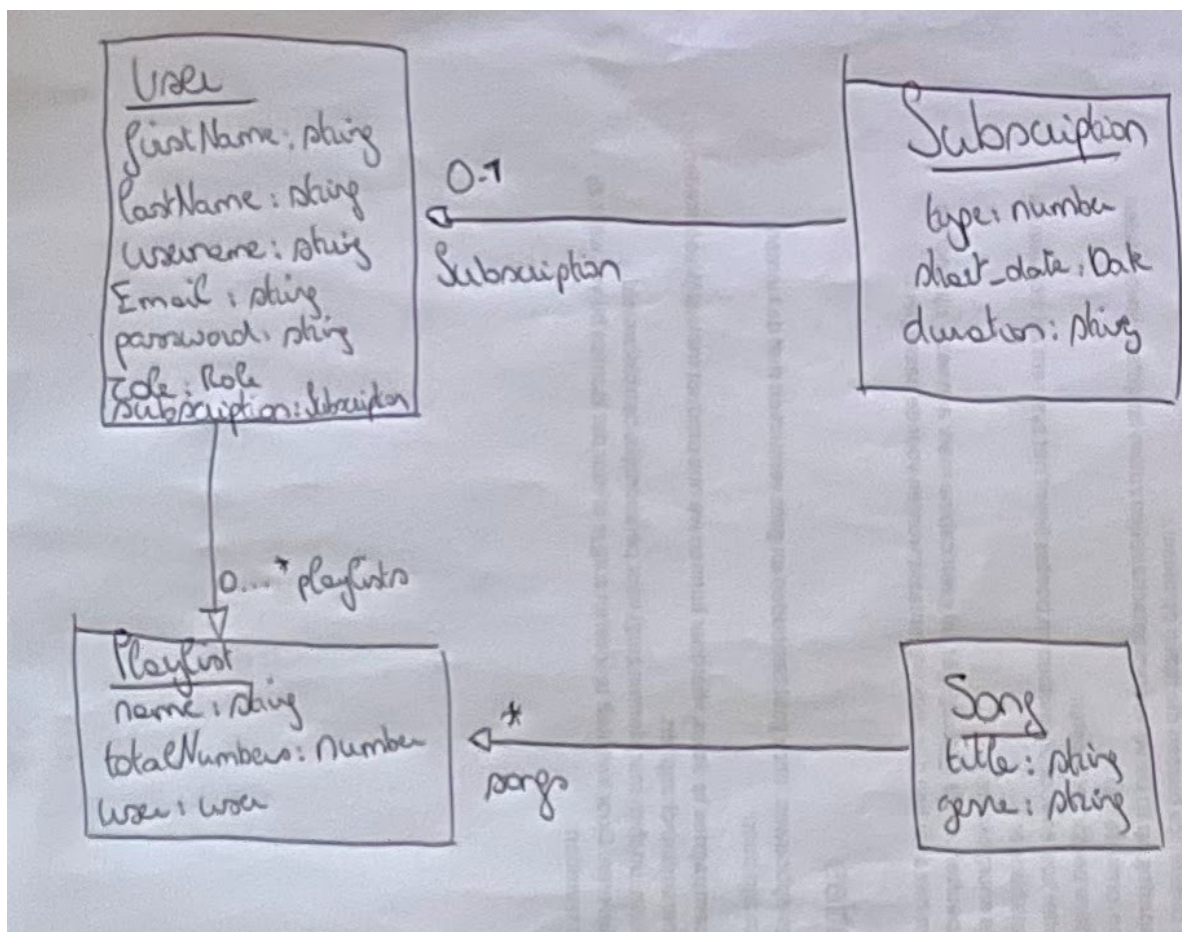 User
firstName: string
lastName: string
username: string
Email: string
password: string
role: Role
subscription: Subscription
0..1
Subscription
Subscription
type: number
start_date: Date
duration: string
0....* playlists
Playlist
name: string
totalNumbers: number
user: user
*
songs
Song
title: string
genre: string